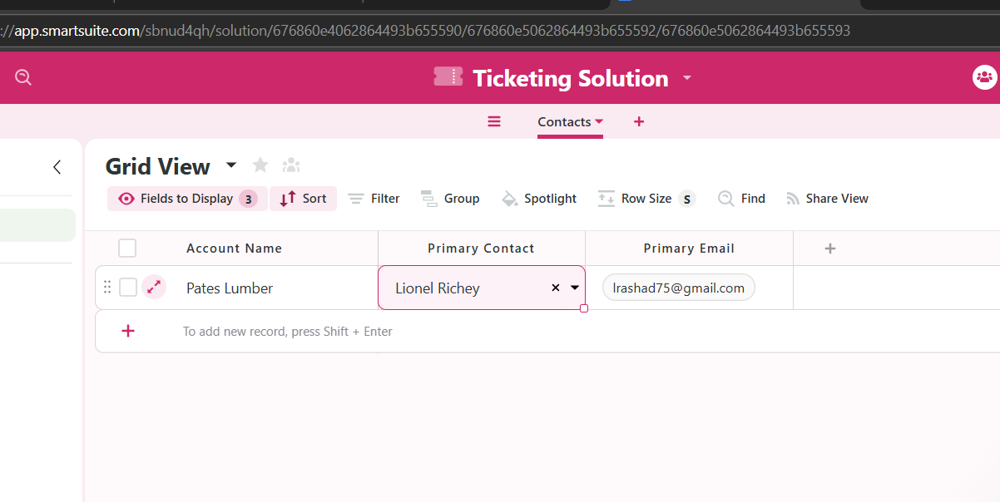 ://app.smartsuite.com/sbnud4qh/solution/676860e4062864493b655590/676860e5062864493b655592/676860e5062864493b655593
Ticketing Solution
Contacts
Grid View
Fields to Display 3 Sort Filter Group Spotlight Row Size S Find Share View
Account Name Primary Contact Primary Email
Pates Lumber Lionel Richey lrashad75@gmail.com
To add new record, press Shift + Enter